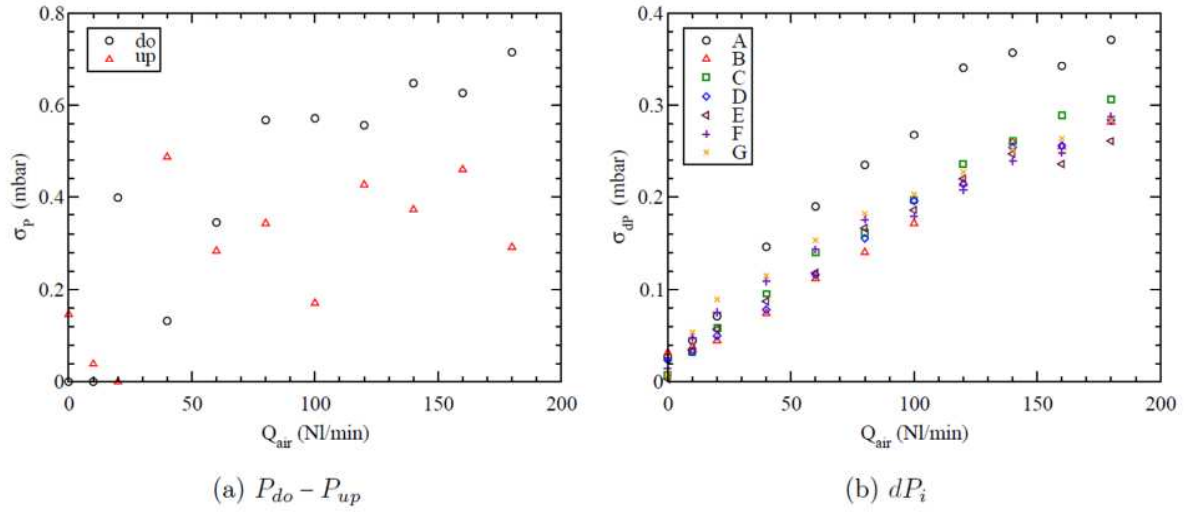 0.8
0.6
0.4
0.2
0
σP (mbar)
do
up
0 50 100 150 200
Qair (Nl/min)
(a) Pdo – Pup
0.4
0.3
0.2
0.1
0
σdP (mbar)
A
B
C
D
E
F
G
0 50 100 150 200
Qair (Nl/min)
(b) dPi